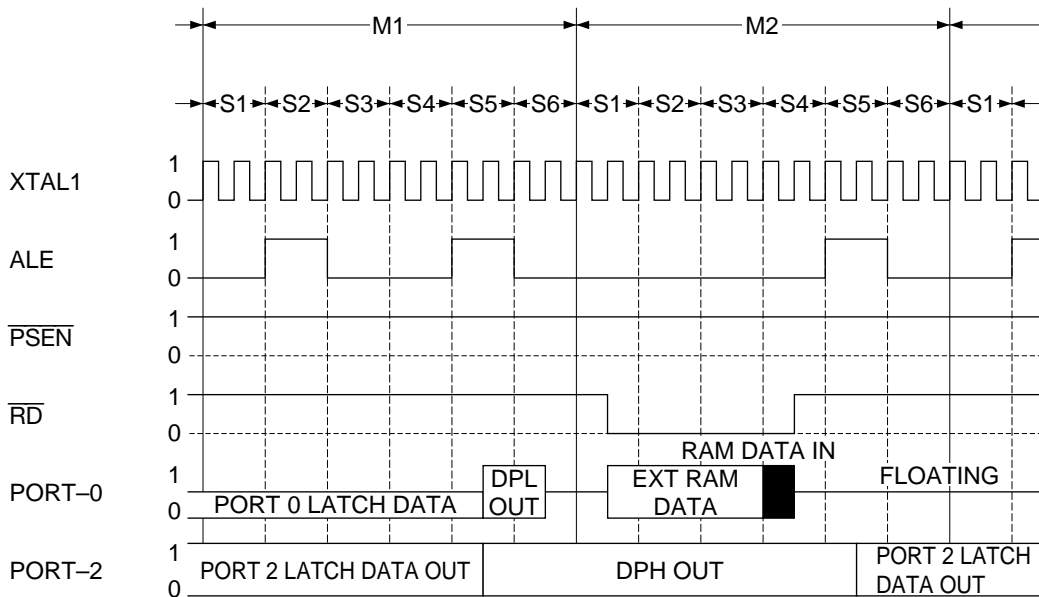 M1 M2
S1 S2 S3 S4 S5 S6 S1 S2 S3 S4 S5 S6 S1
XTAL1 1
0
ALE 1
0
PSEN 1
0
RD 1
0
RAM DATA IN
PORT–0 1
0
PORT 0 LATCH DATA
DPL
OUT
EXT RAM
DATA
FLOATING
PORT–2 1
0
PORT 2 LATCH DATA OUT
DPH OUT
PORT 2 LATCH
DATA OUT